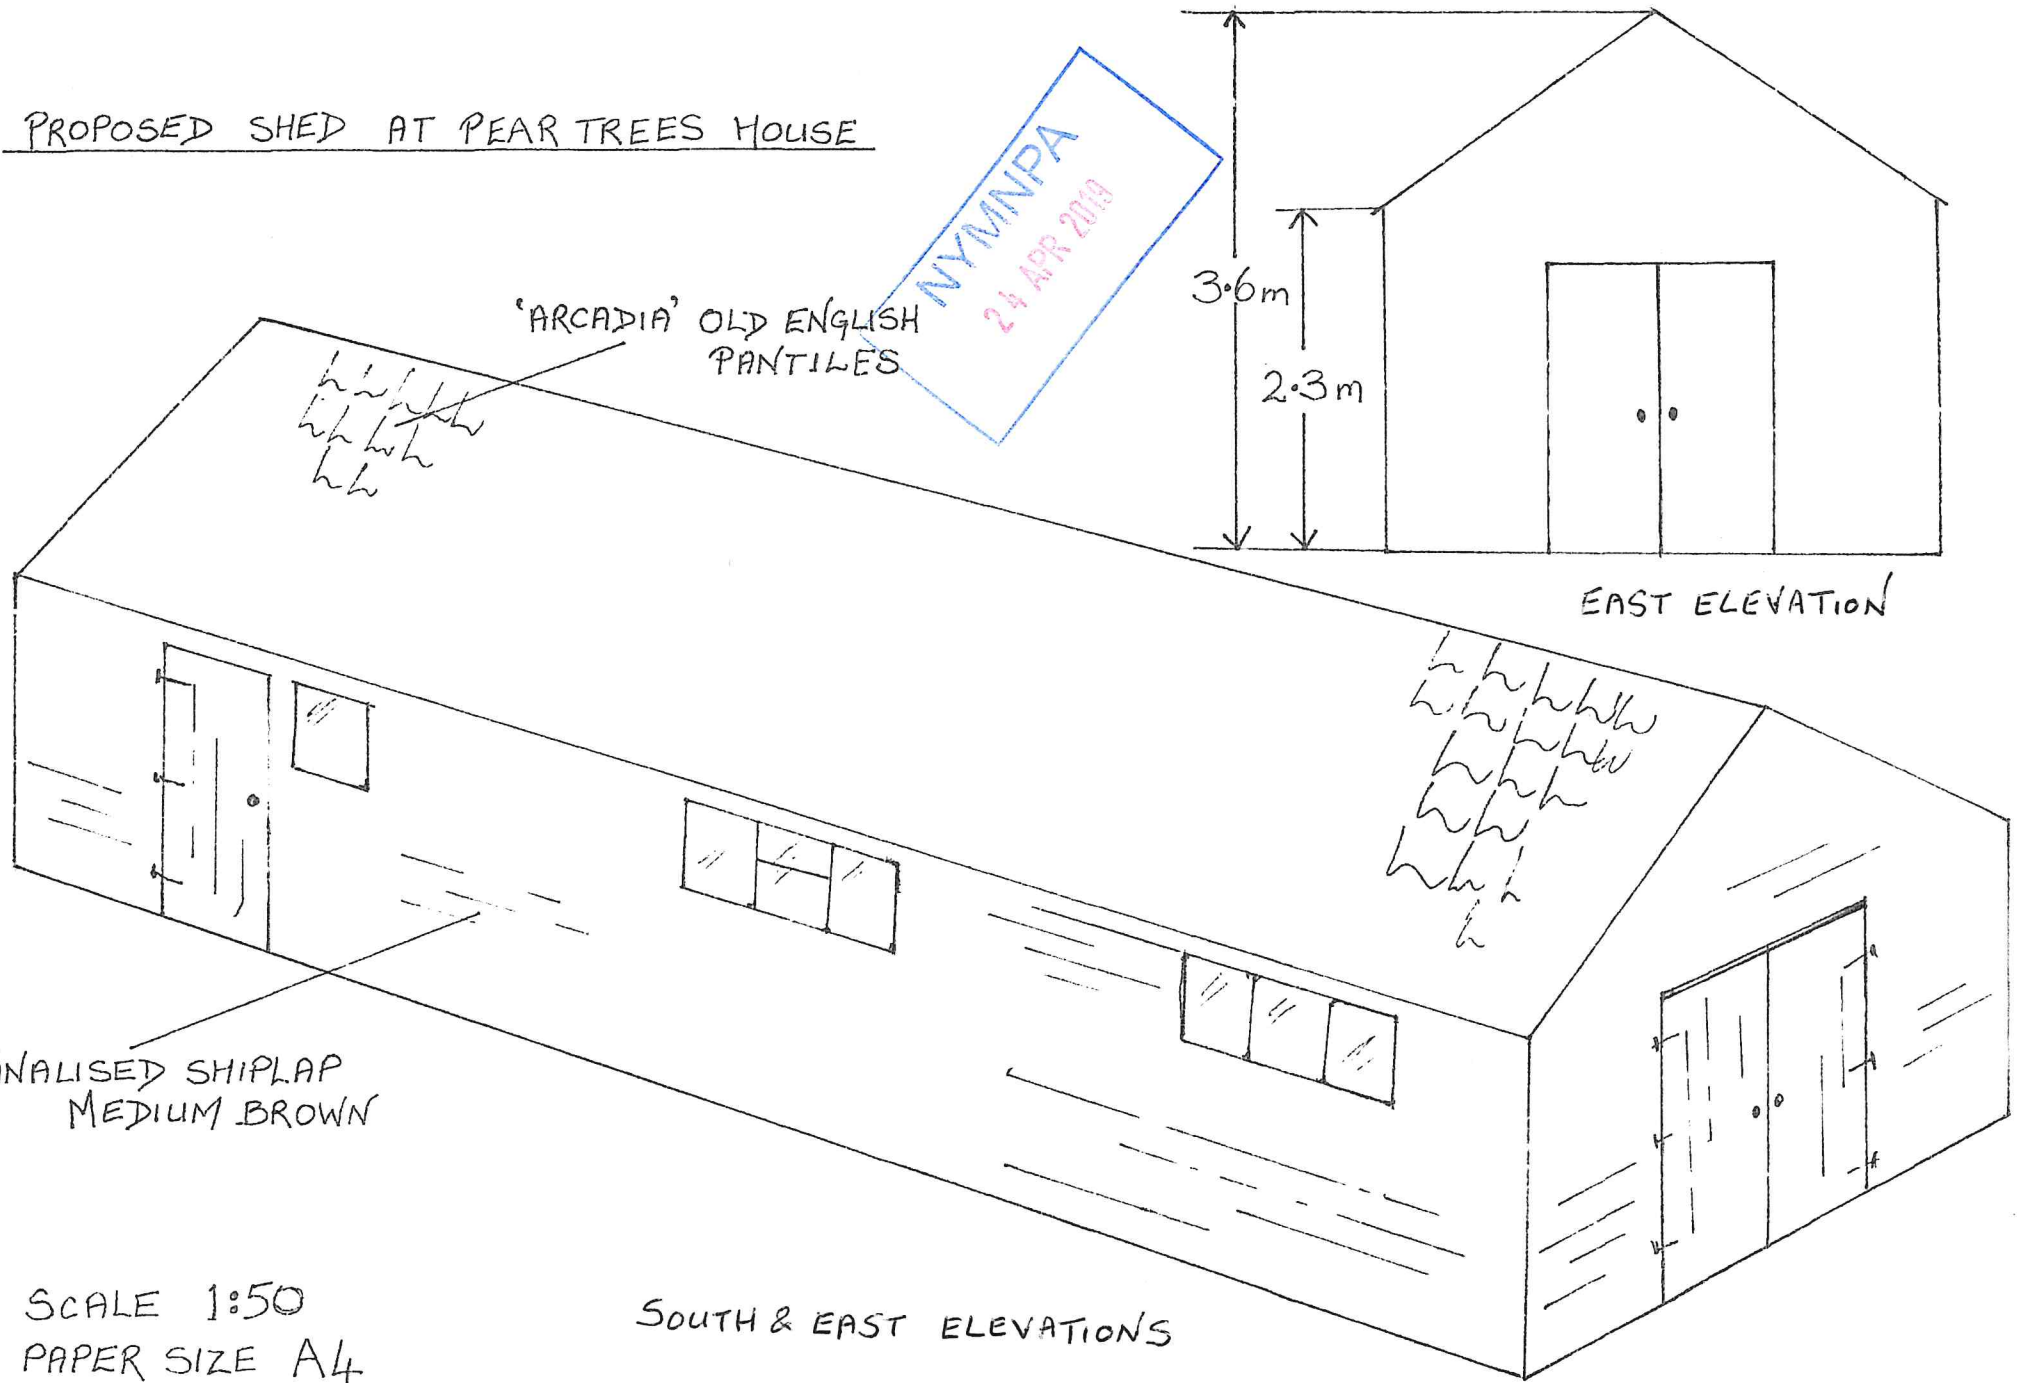 PROPOSED SHED AT PEAR TREES HOUSE
NYMNPA
24 APR 2019
'ARCADIA' OLD ENGLISH
PANTILES
3.6m
2.3m
EAST ELEVATION
NALISED SHIPLAP
MEDIUM BROWN
SCALE 1:50
PAPER SIZE A4
SOUTH & EAST ELEVATIONS